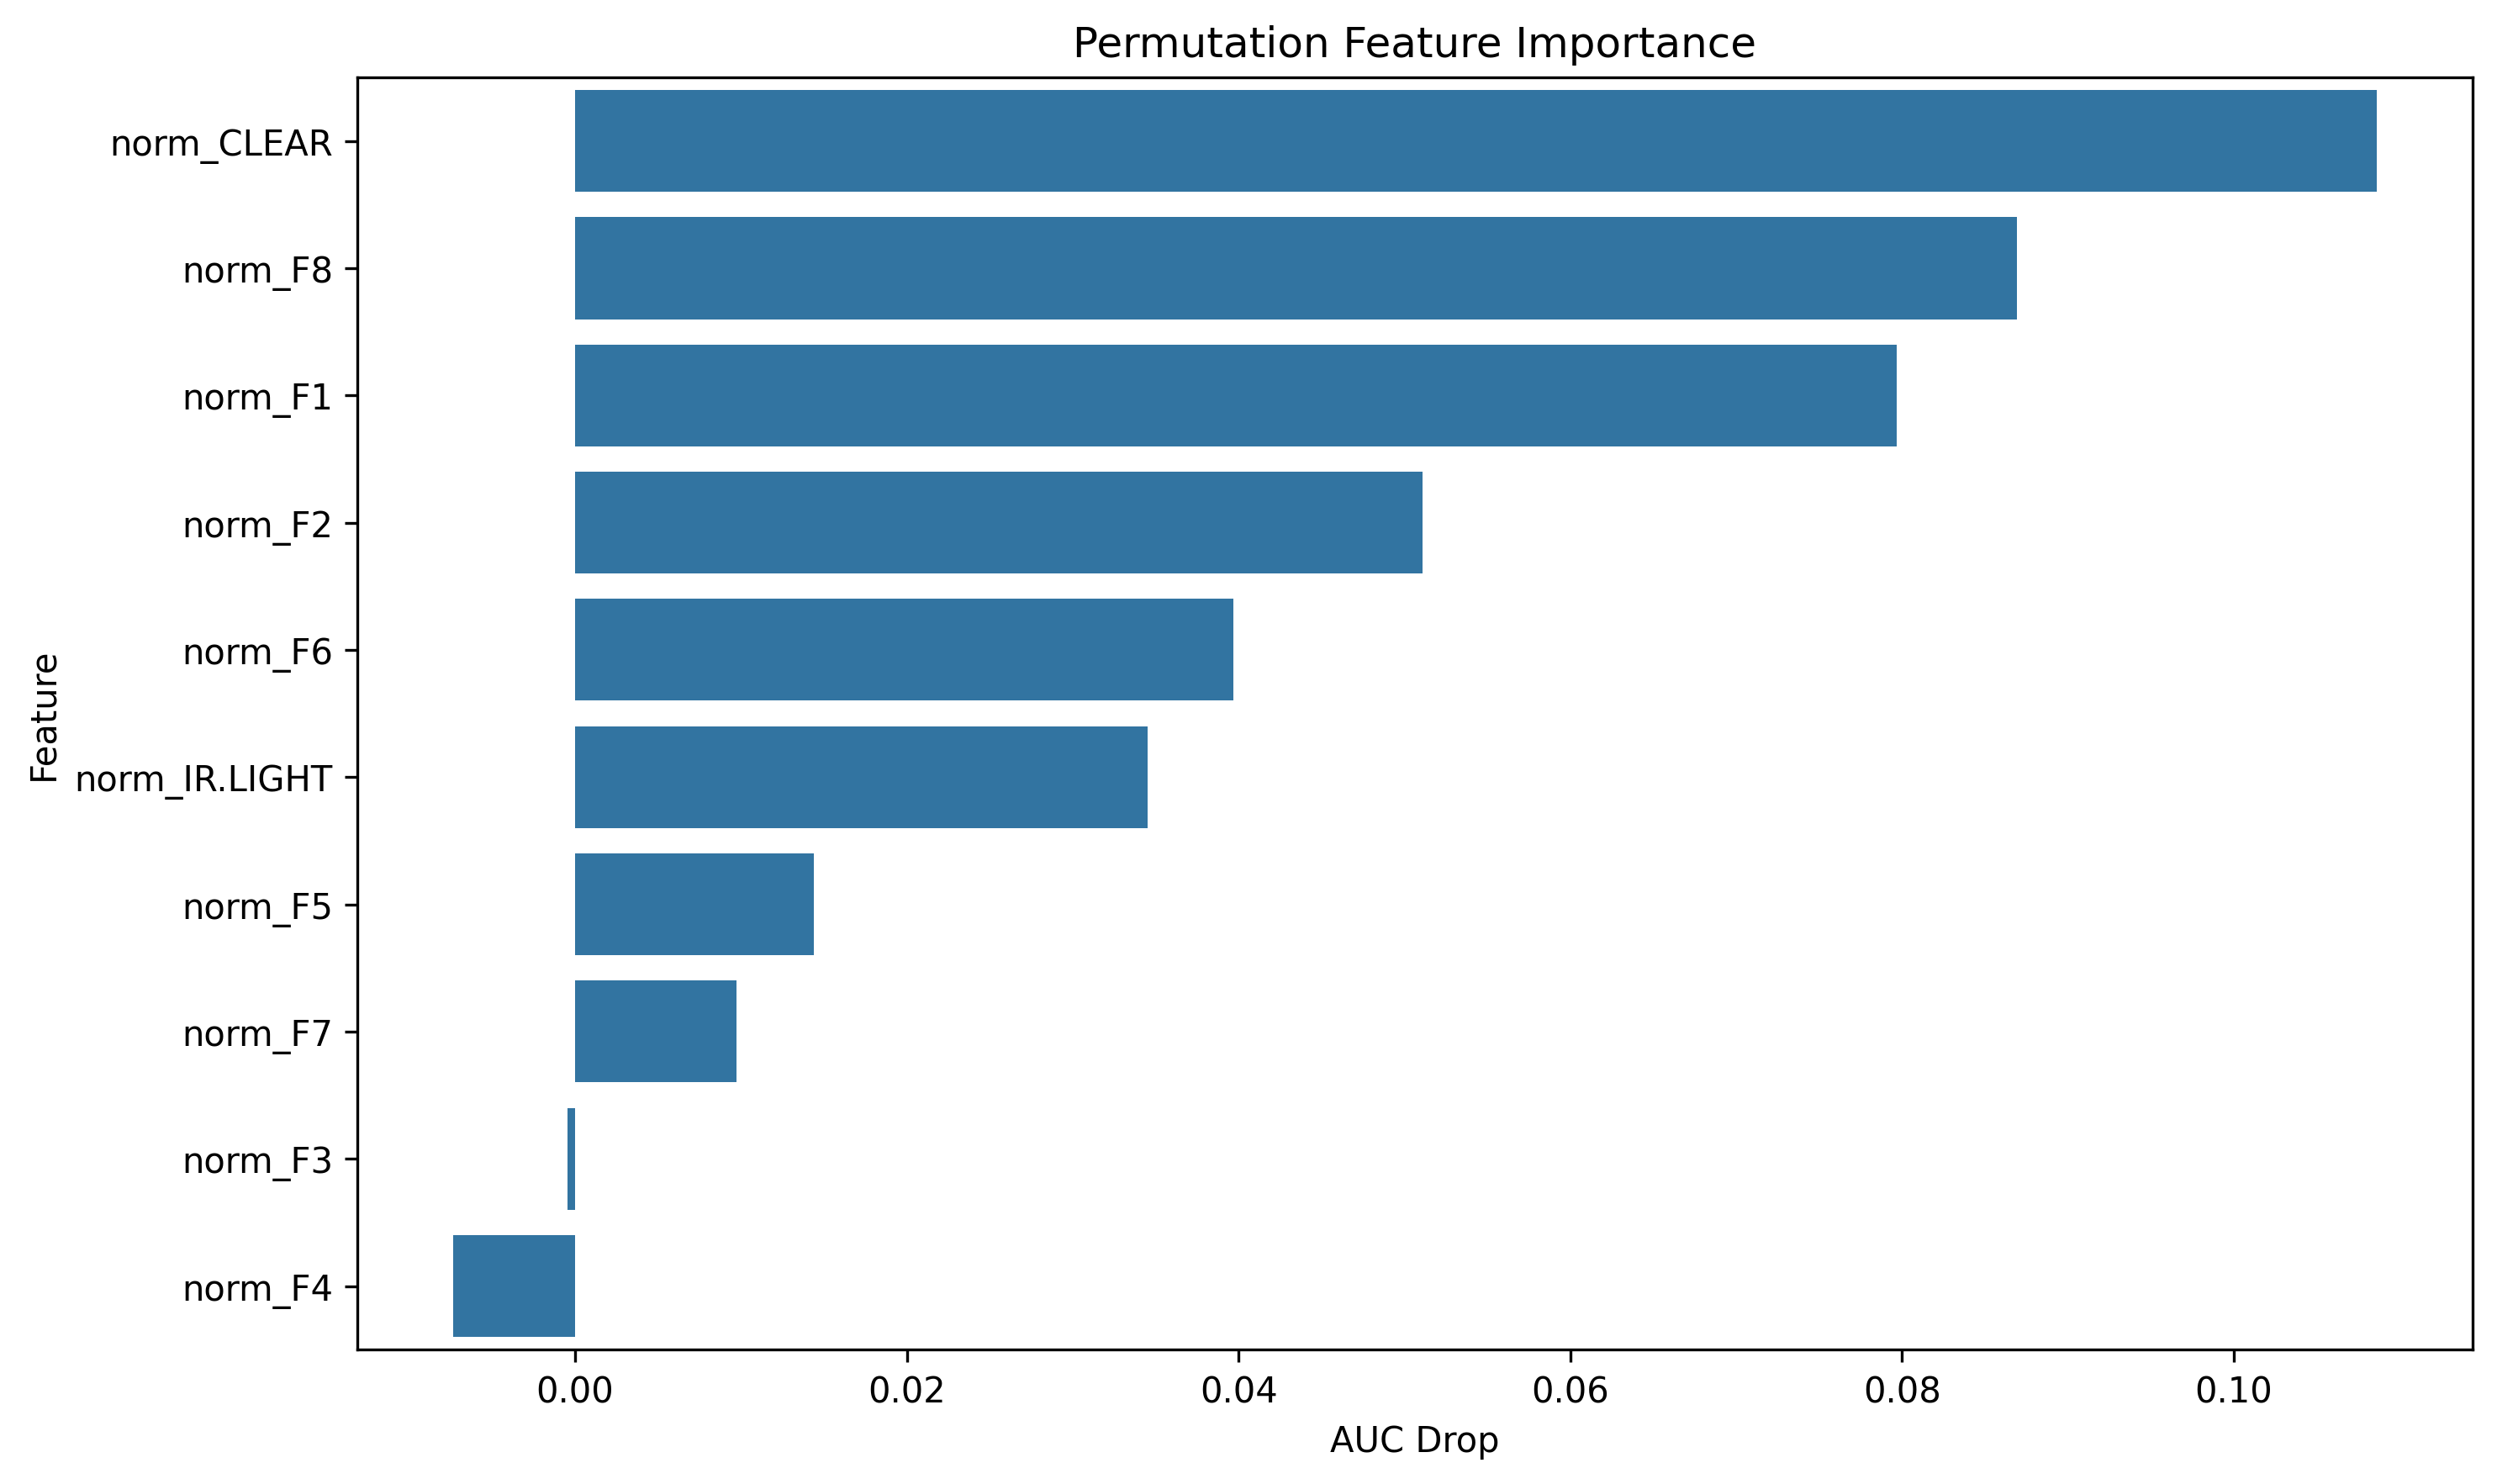 Permutation Feature Importance
norm_CLEAR
norm_F8
norm_F1
norm_F2
norm_F6
norm_IR.LIGHT
norm_F5
norm_F7
norm_F3
norm_F4
Feature
0.00 0.02 0.04 0.06 0.08 0.10
AUC Drop